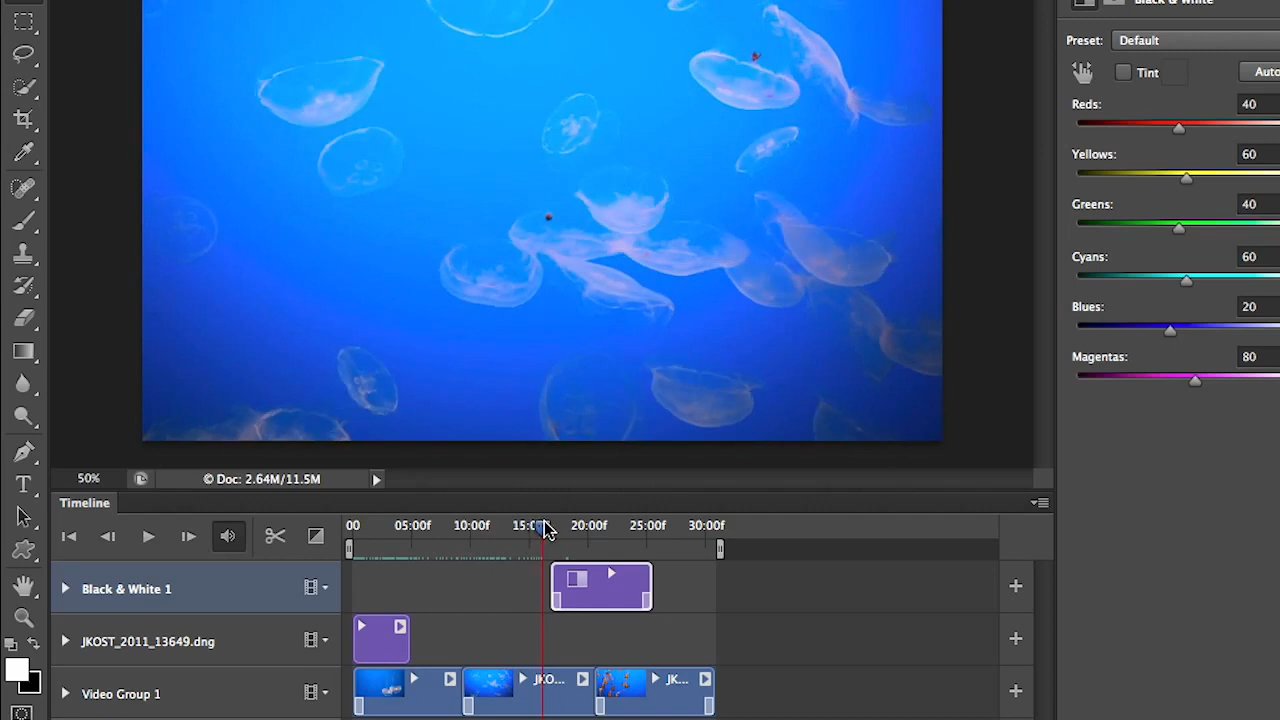 Black & White
Preset: Default
Tint
Auto
Reds: 40
Yellows: 60
Greens: 40
Cyans: 60
Blues: 20
Magentas: 80
50%
© Doc: 2.64M/11.5M
Timeline
00 05:00f 10:00f 15:00f 20:00f 25:00f 30:00f
Black & White 1
JKOST_2011_13649.dng
Video Group 1
JKO... JK...